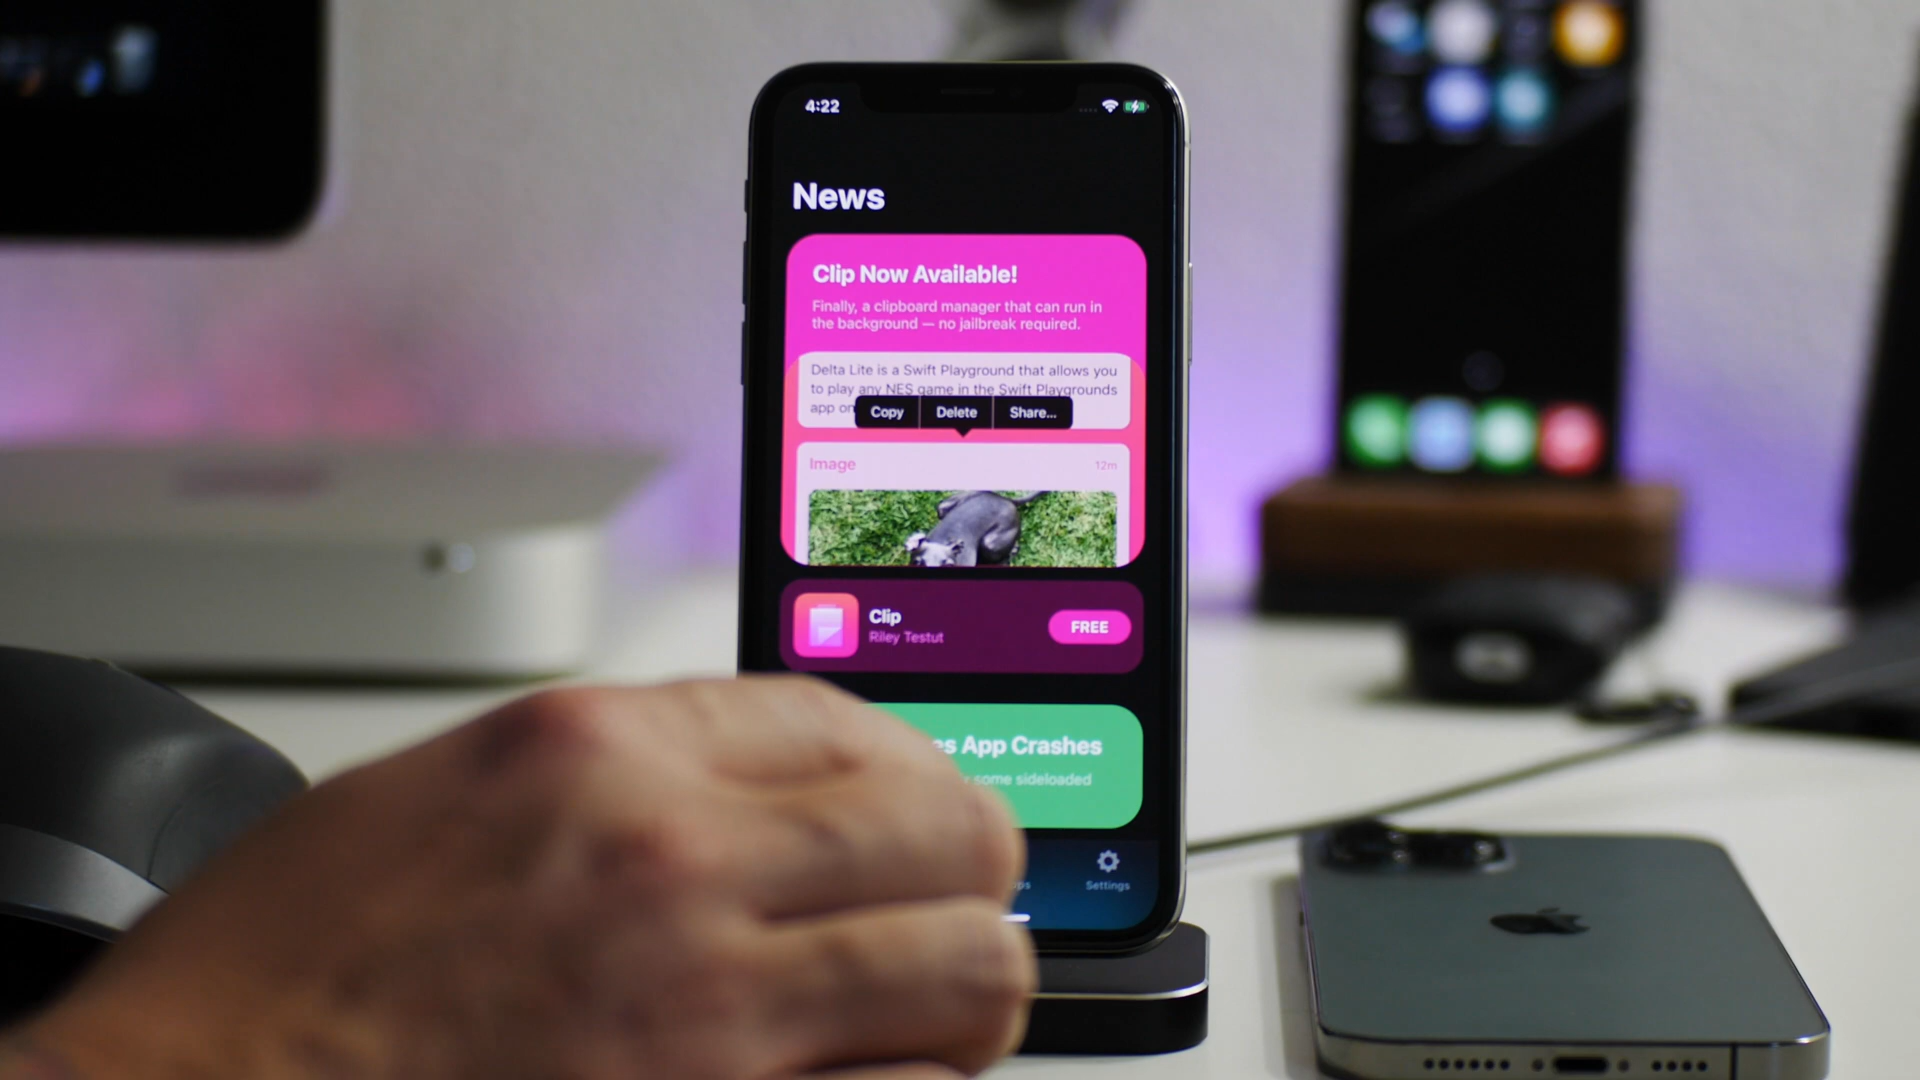 4:22
News
Clip Now Available!
Finally, a clipboard manager that can run in
the background — no jailbreak required.
Delta Lite is a Swift Playground that allows you
to play any NES game in the Swift Playgrounds
app on
Copy
Delete
Share...
Image
12m
Clip
Riley Testut
FREE
App Crashes
some sideloaded
Settings